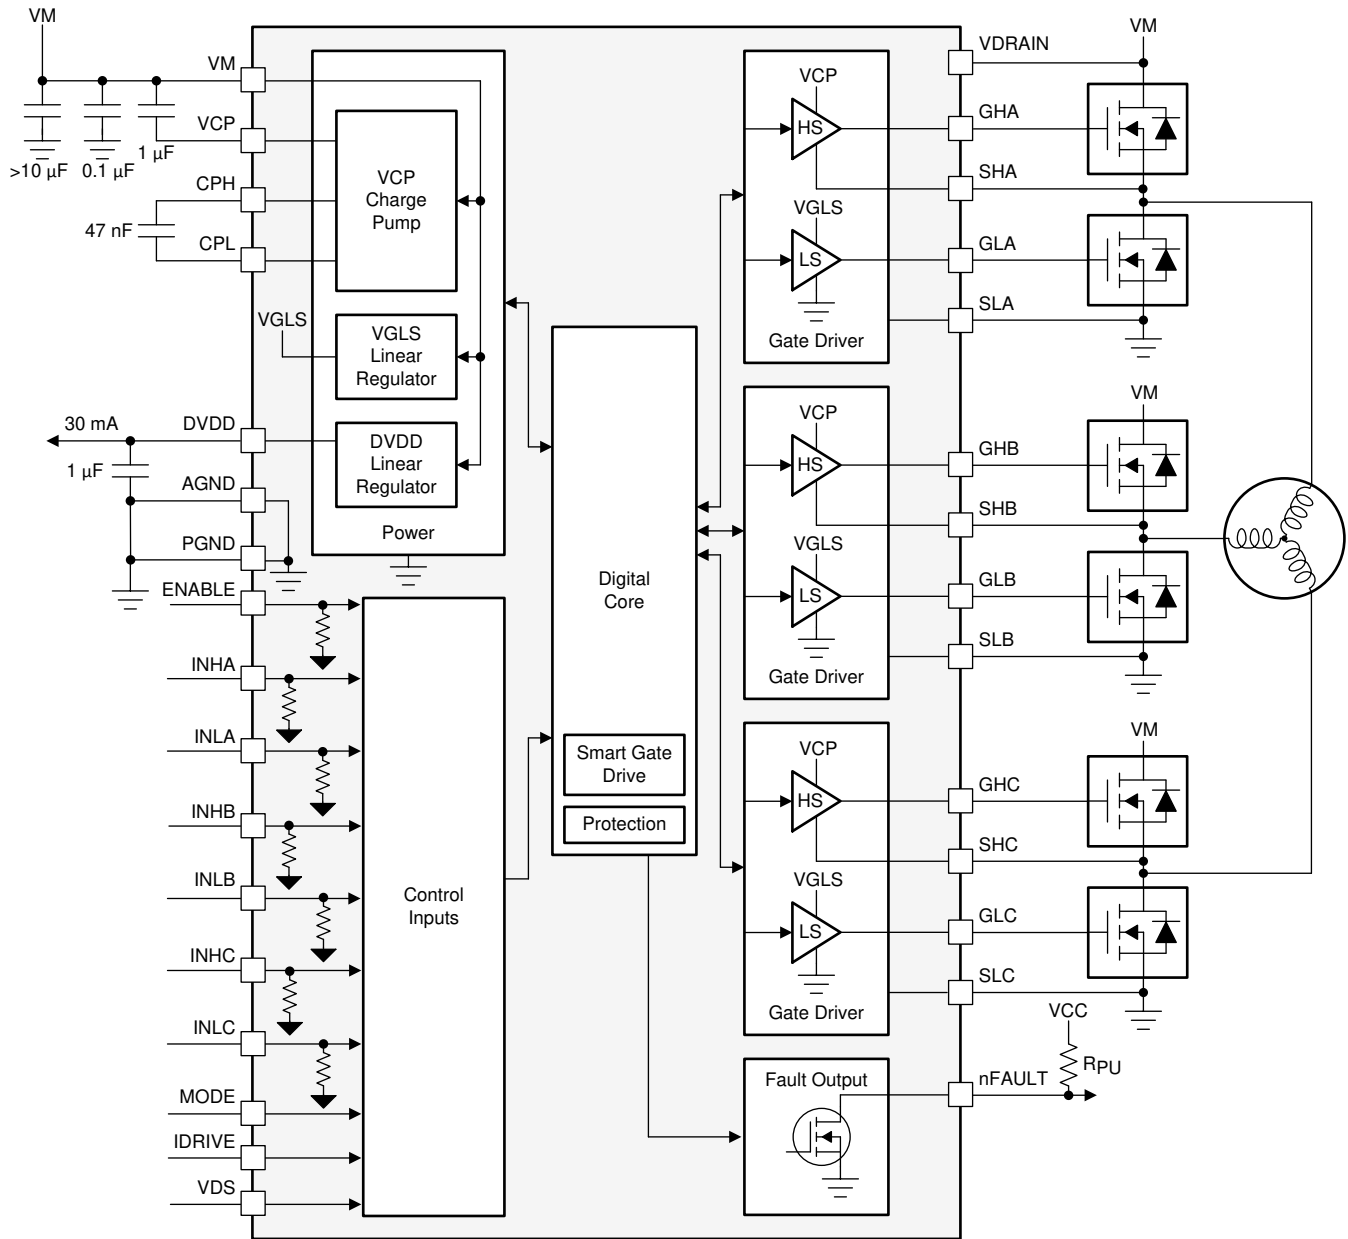 VM
VM
VCP
>10 µF
0.1 µF
1 µF
CPH
47 nF
CPL
VCP
Charge
Pump
VGLS
VGLS
Linear
Regulator
30 mA
DVDD
1 µF
DVDD
Linear
Regulator
AGND
PGND
Power
ENABLE
INHA
INLA
INHB
INLB
INHC
INLC
MODE
IDRIVE
VDS
Control
Inputs
Digital
Core
Smart Gate
Drive
Protection
VCP
HS
VGLS
LS
Gate Driver
VCP
HS
VGLS
LS
Gate Driver
VCP
HS
VGLS
LS
Gate Driver
Fault Output
VDRAIN
VM
GHA
SHA
GLA
SLA
VM
GHB
SHB
GLB
SLB
VM
GHC
SHC
GLC
SLC
VCC
RPU
nFAULT